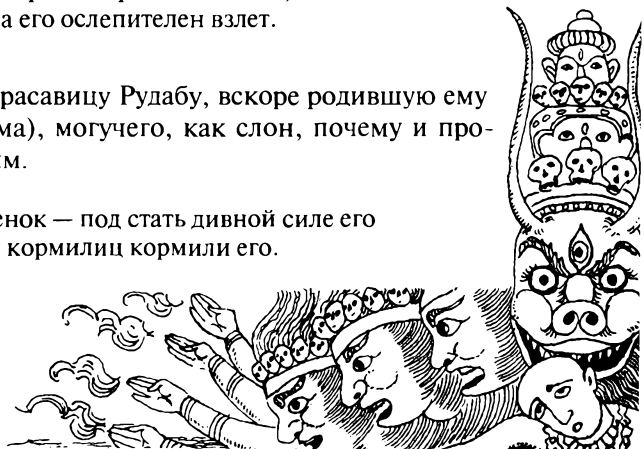 а его ослепителен взлет.
расавицу Рудабу, вскоре родившую ему
ма), могучего, как слон, почему и про-
м.
енок — под стать дивной силе его
кормилиц кормили его.